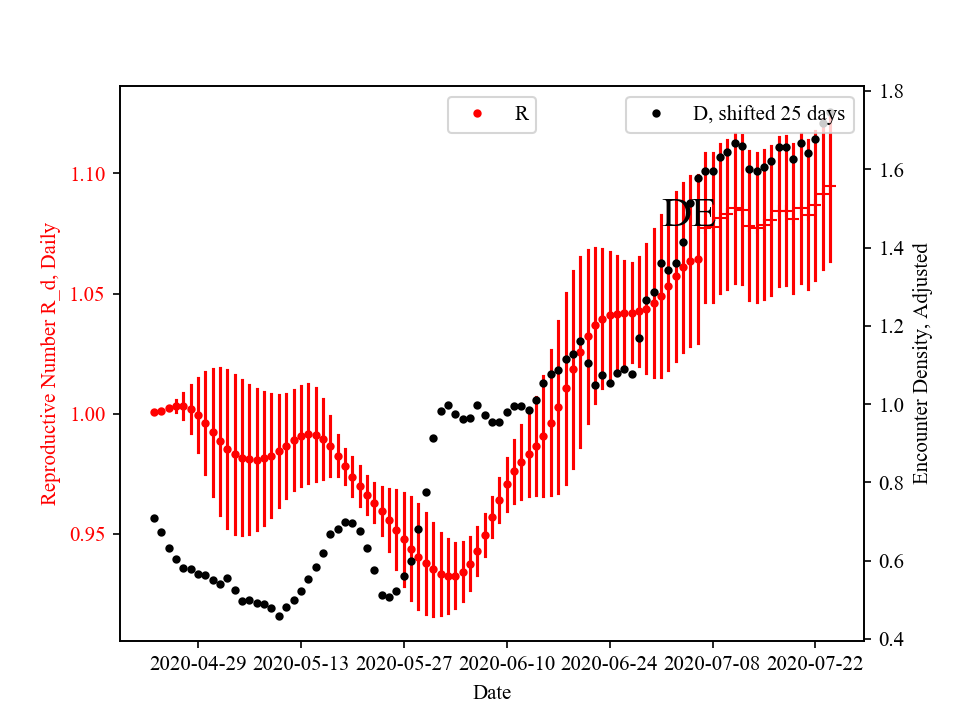 R
D, shifted 25 days
DE
Reproductive Number R_d, Daily
1.10
1.05
1.00
0.95
1.8
1.6
1.4
1.2
1.0
0.8
0.6
0.4
Encounter Density, Adjusted
2020-04-29 2020-05-13 2020-05-27 2020-06-10 2020-06-24 2020-07-08 2020-07-22
Date